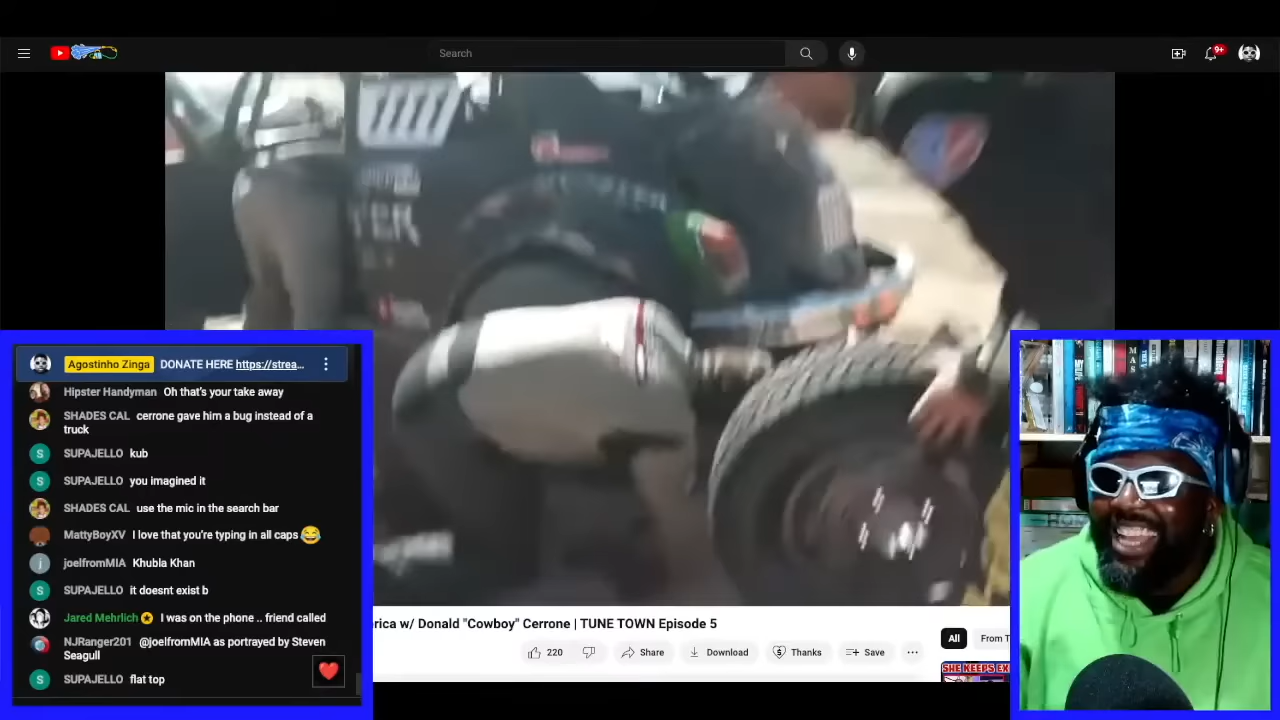 Search
9+
Agostinho Zinga DONATE HERE https://strea...
Hipster Handyman Oh that's your take away
SHADES CAL cerrone gave him a bug instead of a
truck
S SUPAJELLO kub
S SUPAJELLO you imagined it
SHADES CAL use the mic in the search bar
MattyBoyXV I love that you're typing in all caps 😂
j joelfromMIA Khubla Khan
S SUPAJELLO it doesnt exist b
Jared Mehrlich I was on the phone .. friend called
NJRanger201 @joelfromMIA as portrayed by Steven
Seagull
S SUPAJELLO flat top
rica w/ Donald "Cowboy" Cerrone | TUNE TOWN Episode 5
220 Share Download Thanks Save
All From T
SHE KEEPS EX